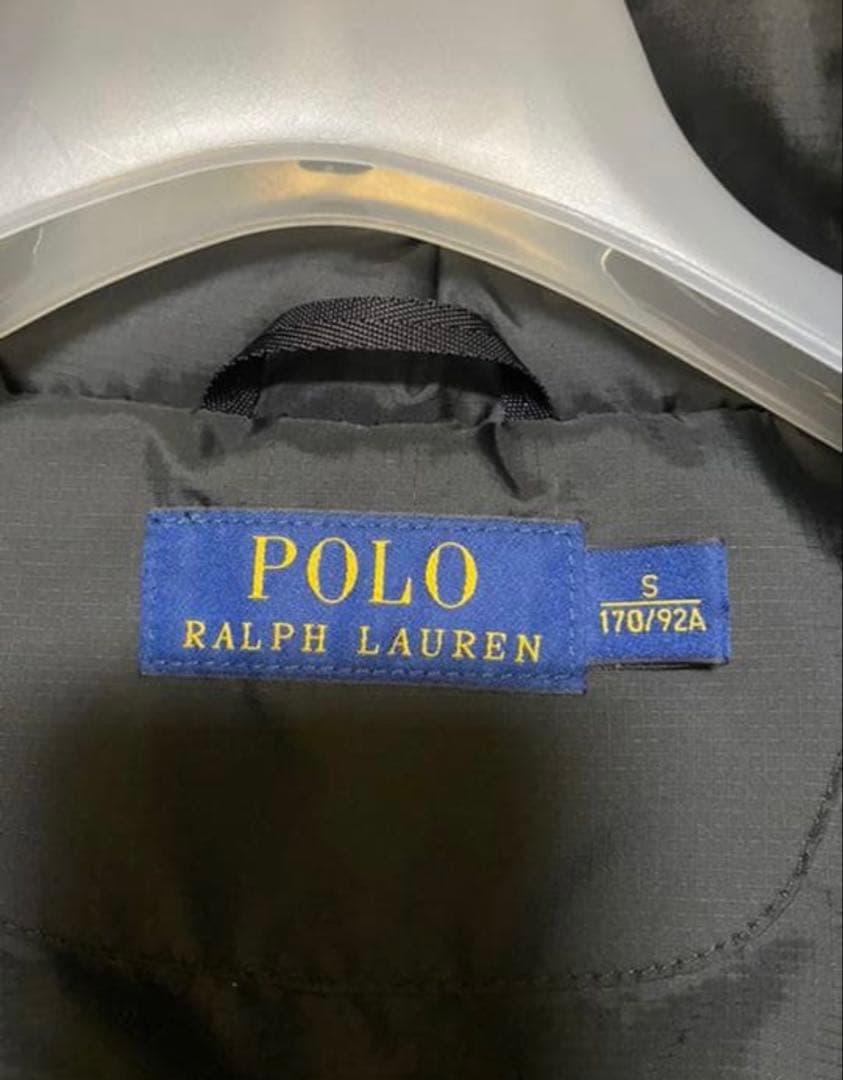 POLO
RALPH LAUREN
S
170/92A